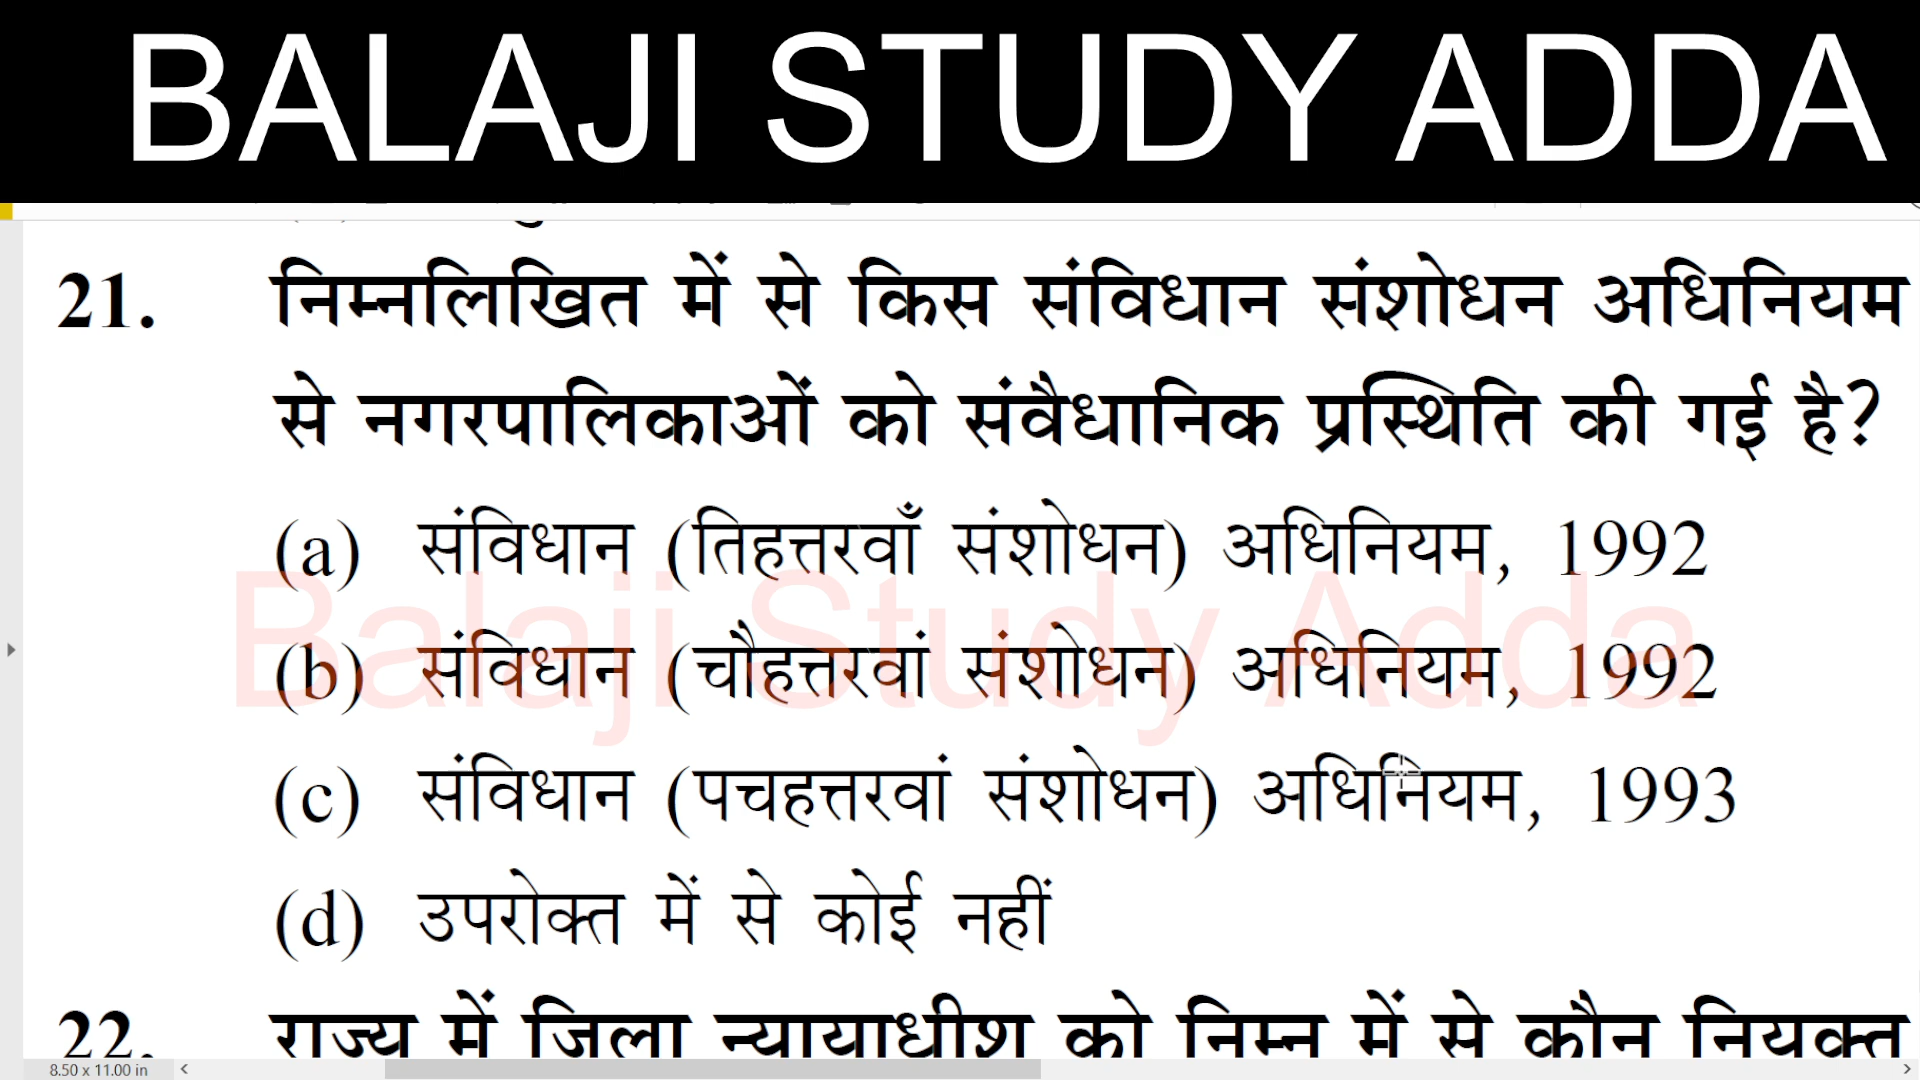 BALAJI STUDY ADDA
21. निम्नलिखित में से किस संविधान संशोधन अधिनियम
से नगरपालिकाओं को संवैधानिक प्रस्थिति की गई है?
(a) संविधान (तिहत्तरवाँ संशोधन) अधिनियम, 1992
Balaji Study Adda
(b) संविधान (चौहत्तरवां संशोधन) अधिनियम, 1992
(c) संविधान (पचहत्तरवां संशोधन) अधिनियम, 1993
(d) उपरोक्त में से कोई नहीं
22. राज्य में जिला न्यायाधीश को निम्न में से कौन नियुक्त
8.50 x 11.00 in